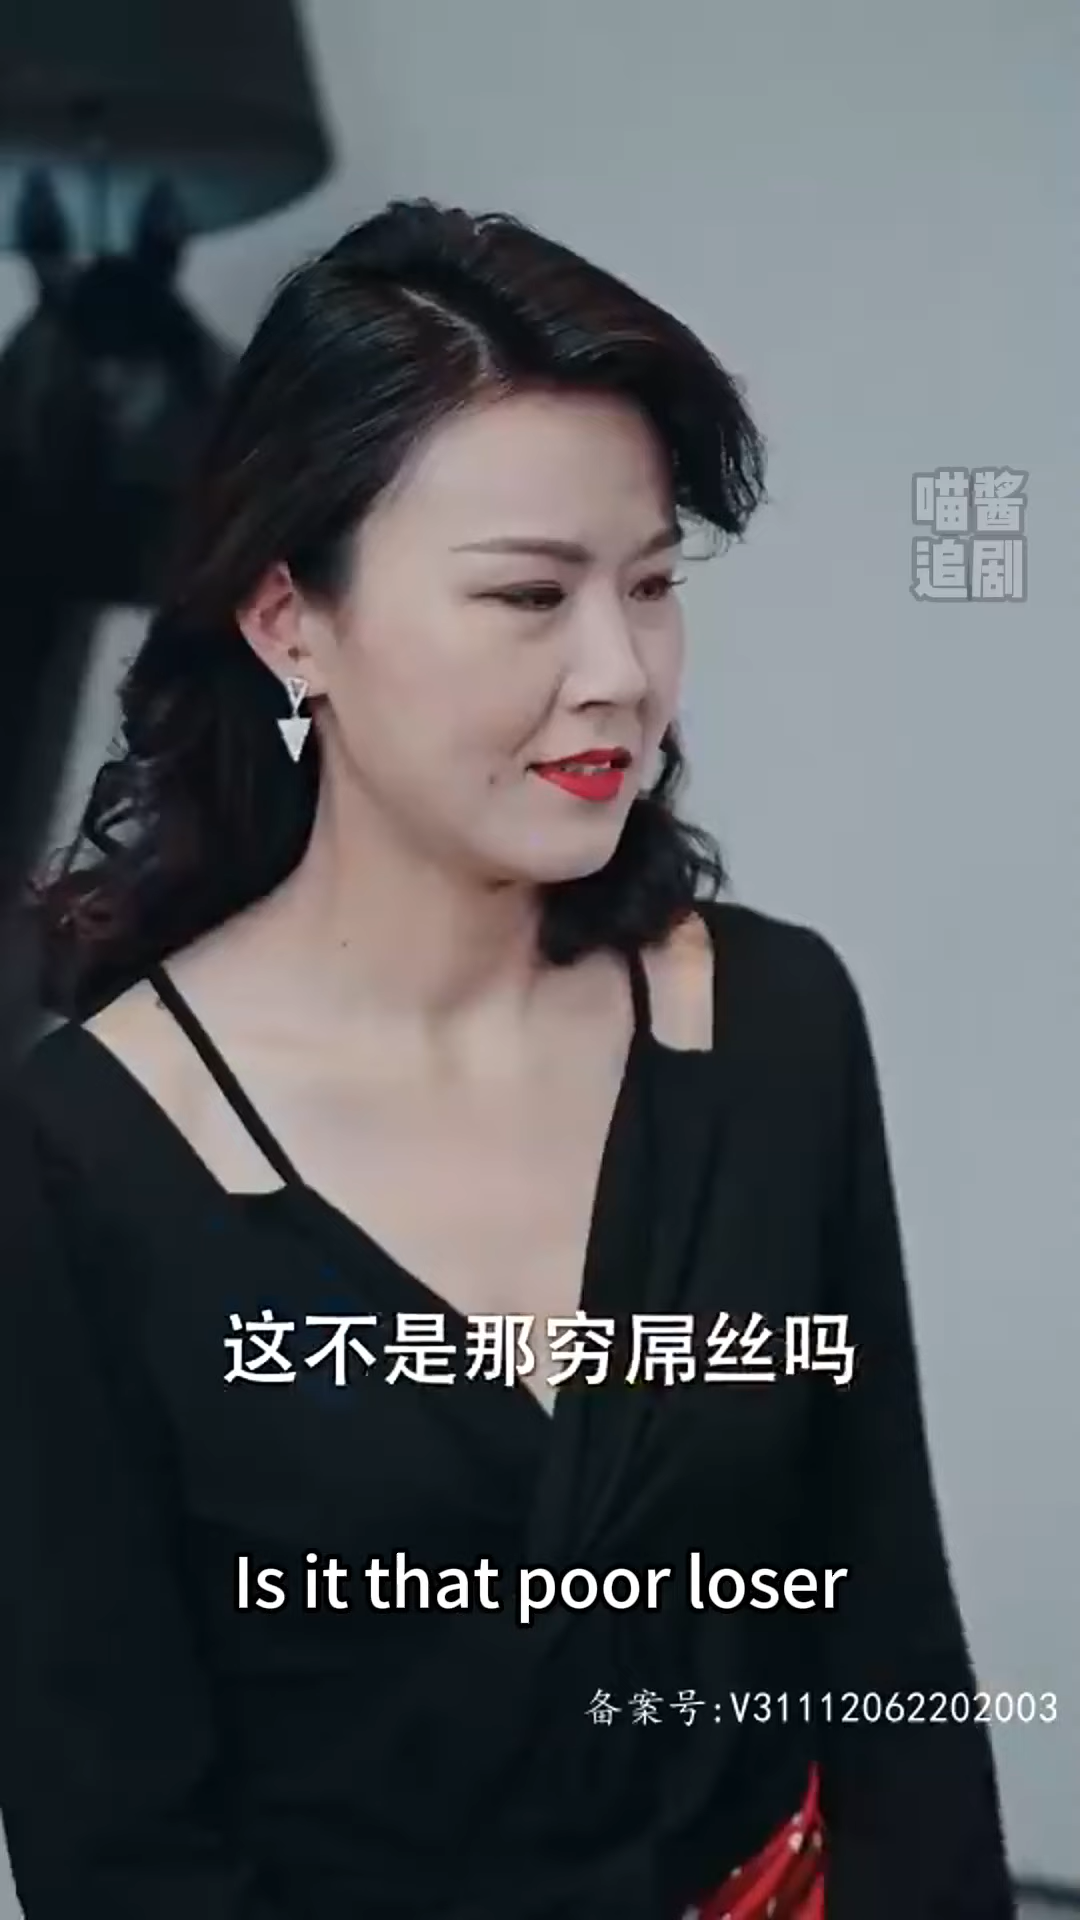 喵酱
追剧
这不是那穷屌丝吗
Is it that poor loser
备案号:V31112062202003